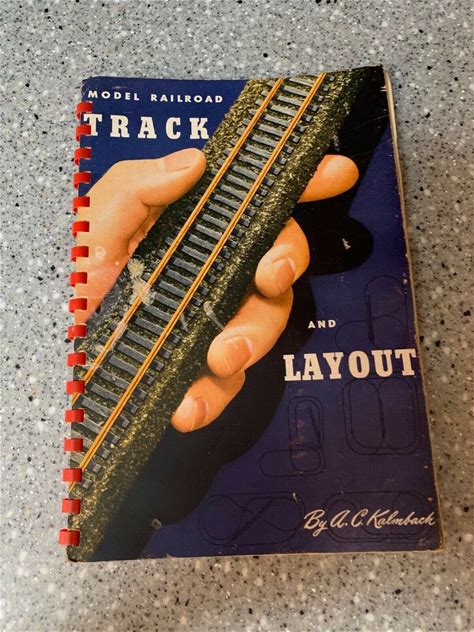 MODEL RAILROAD
TRACK
AND
LAYOUT
By A. C. Kalmbach